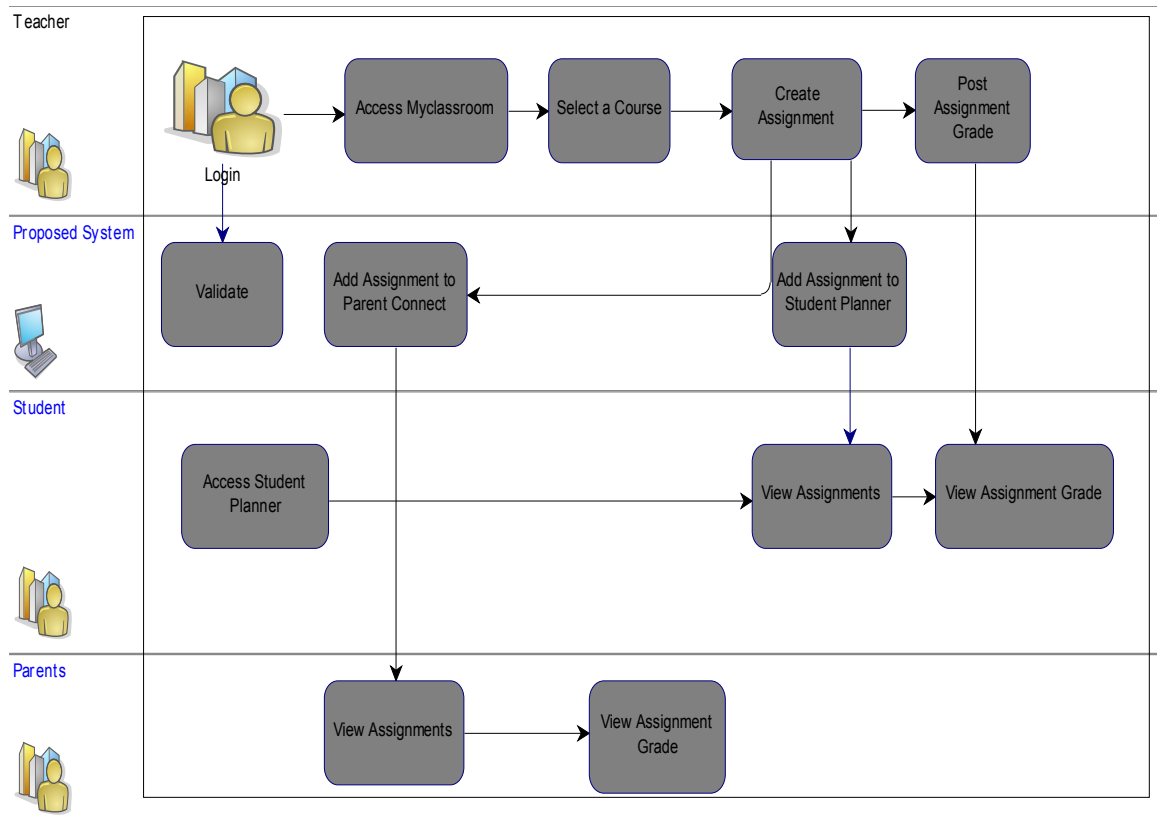 Teacher
Login
Access Myclassroom
Select a Course
Create
Assignment
Post
Assignment
Grade
Proposed System
Validate
Add Assignment to
Parent Connect
Add Assignment to
Student Planner
Student
Access Student
Planner
View Assignments
View Assignment Grade
Parents
View Assignments
View Assignment
Grade